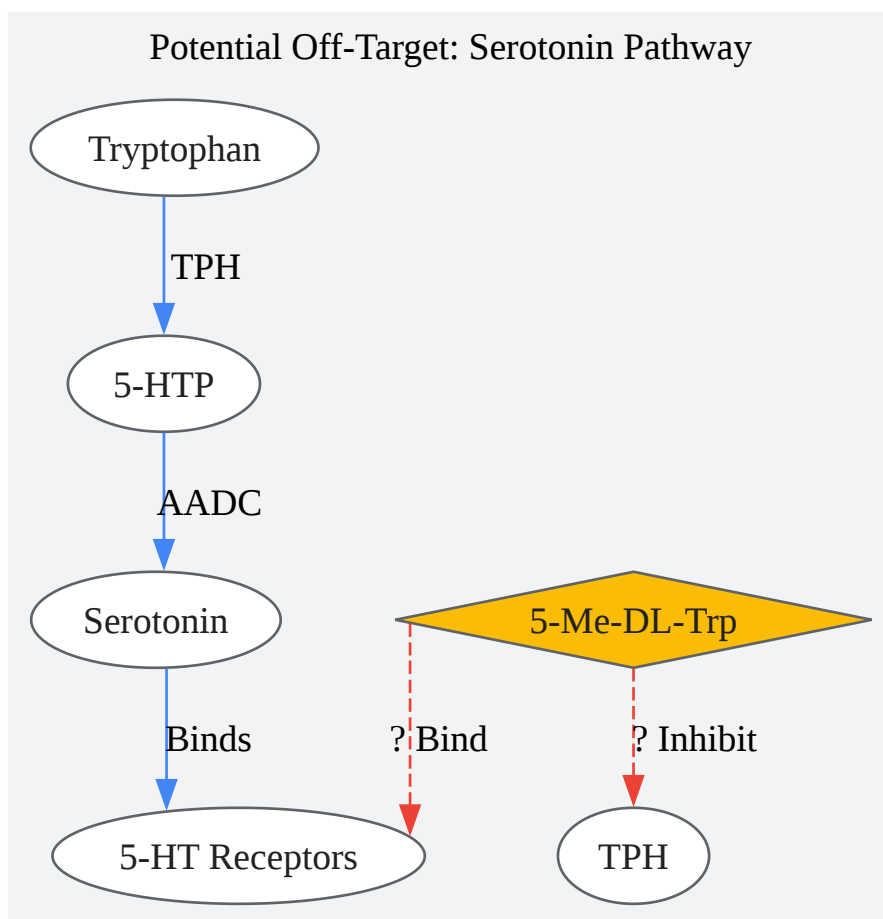 Potential Off-Target: Serotonin Pathway
Tryptophan
TPH
5-HTP
AADC
Serotonin
5-Me-DL-Trp
Binds
? Bind
? Inhibit
5-HT Receptors
TPH